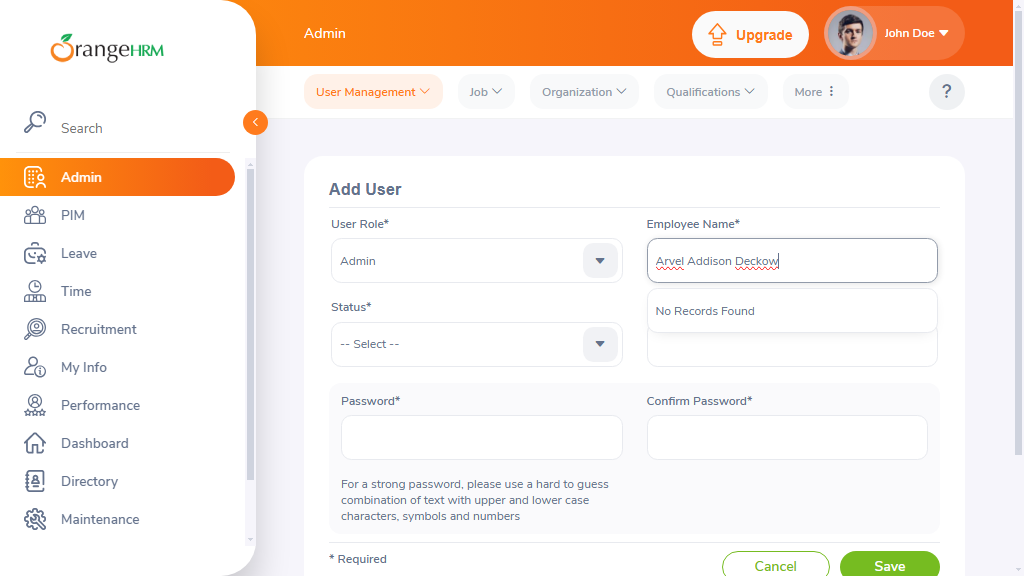 OrangeHRM
Search
Admin
PIM
Leave
Time
Recruitment
My Info
Performance
Dashboard
Directory
Maintenance
Admin
Upgrade
John Doe
User Management
Job
Organization
Qualifications
More
?
Add User
User Role*
Employee Name*
Admin
Arvel Addison Deckow
Status*
No Records Found
-- Select --
Password*
Confirm Password*
For a strong password, please use a hard to guess
combination of text with upper and lower case
characters, symbols and numbers
* Required
Cancel
Save